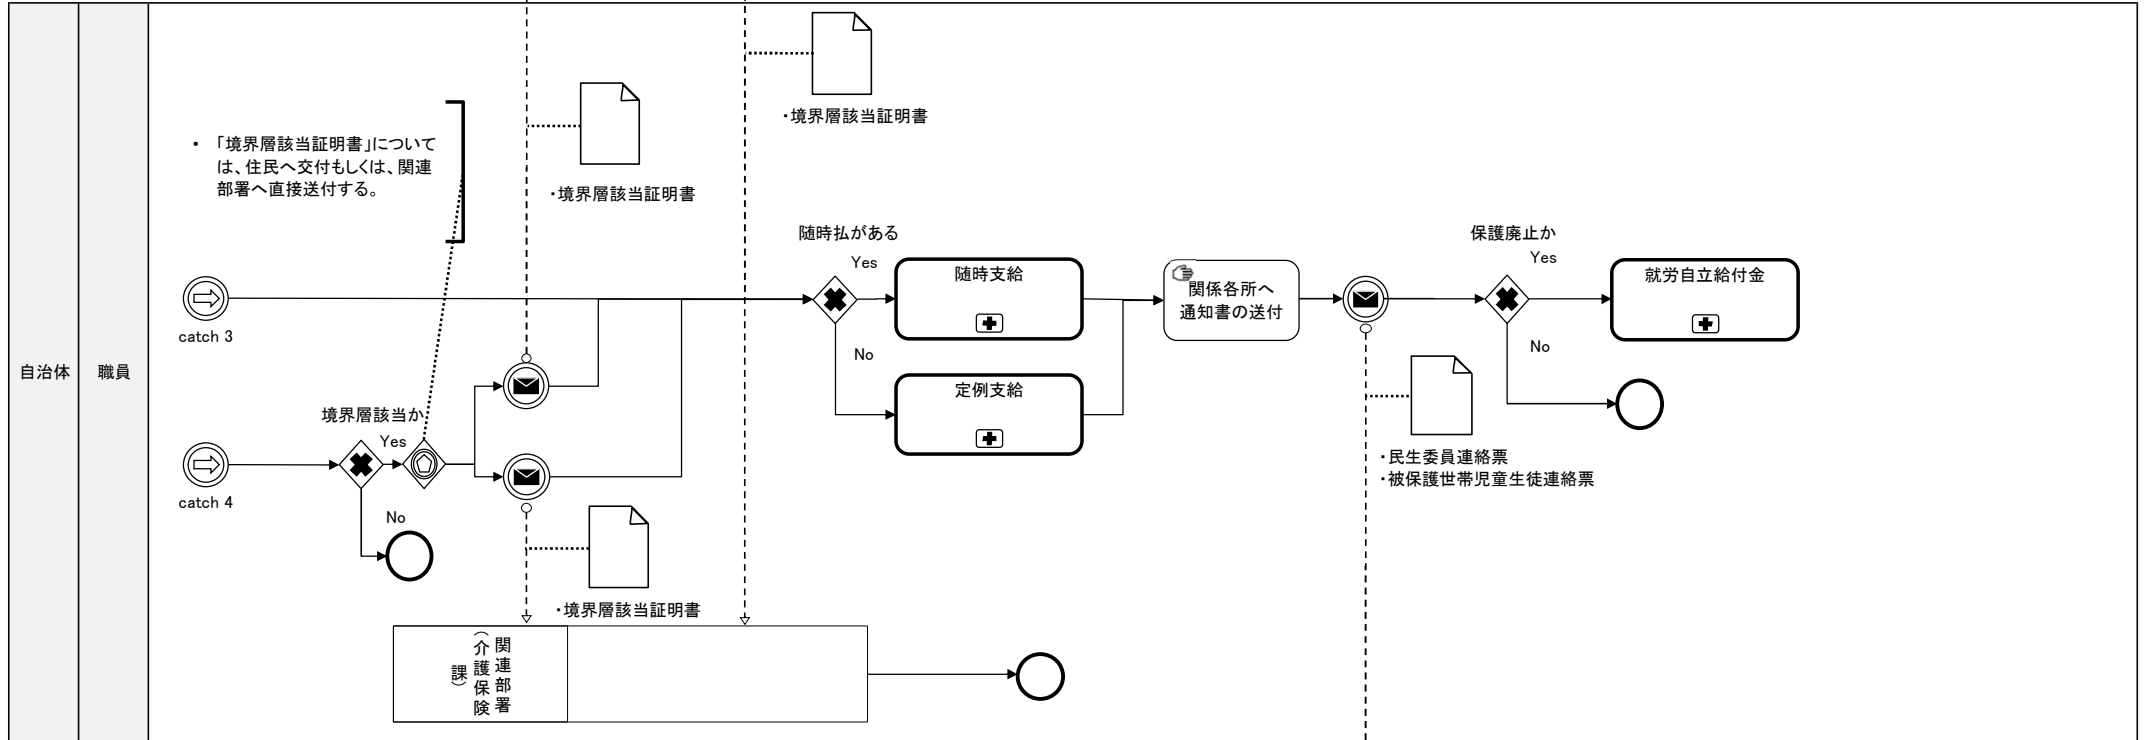 自治体
職員
・境界層該当証明書
・境界層該当証明書
• 「境界層該当証明書」について
は、住民へ交付もしくは、関連
部署へ直接送付する。
catch 3
随時払がある
Yes
No
随時支給
定例支給
関係各所へ
通知書の送付
保護廃止か
Yes
No
就労自立給付金
・民生委員連絡票
・被保護世帯児童生徒連絡票
catch 4
境界層該当か
Yes
No
・境界層該当証明書
関連部署
（介護保険
課）